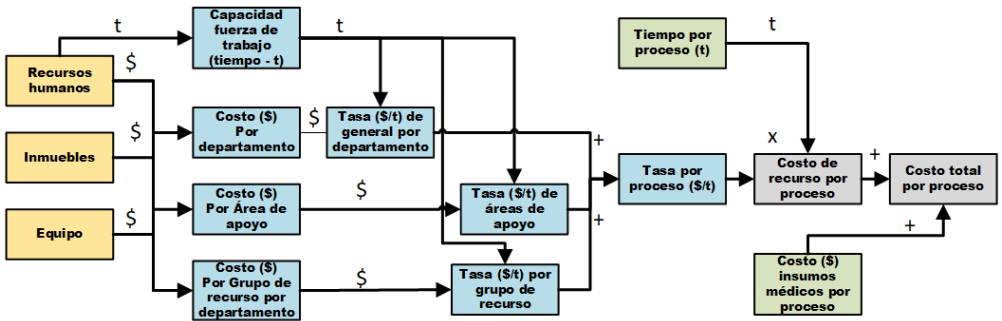 t
Capacidad
fuerza de
trabajo
(tiempo - t)
t
Tiempo por
proceso (t)
t
Recursos
humanos
$
Costo ($)
Por
departamento
$
Tasa ($/t) de
general por
departamento
+
x
Inmuebles
$
Tasa por
proceso ($/t)
Costo de
recurso por
proceso
+
Costo total
por proceso
Costo ($)
Por Área de
apoyo
$
Tasa ($/t) de
áreas de
apoyo
+
+
Equipo
$
Costo ($)
Por Grupo de
recurso por
departamento
$
Tasa ($/t) por
grupo de
recurso
Costo ($)
insumos
médicos por
proceso